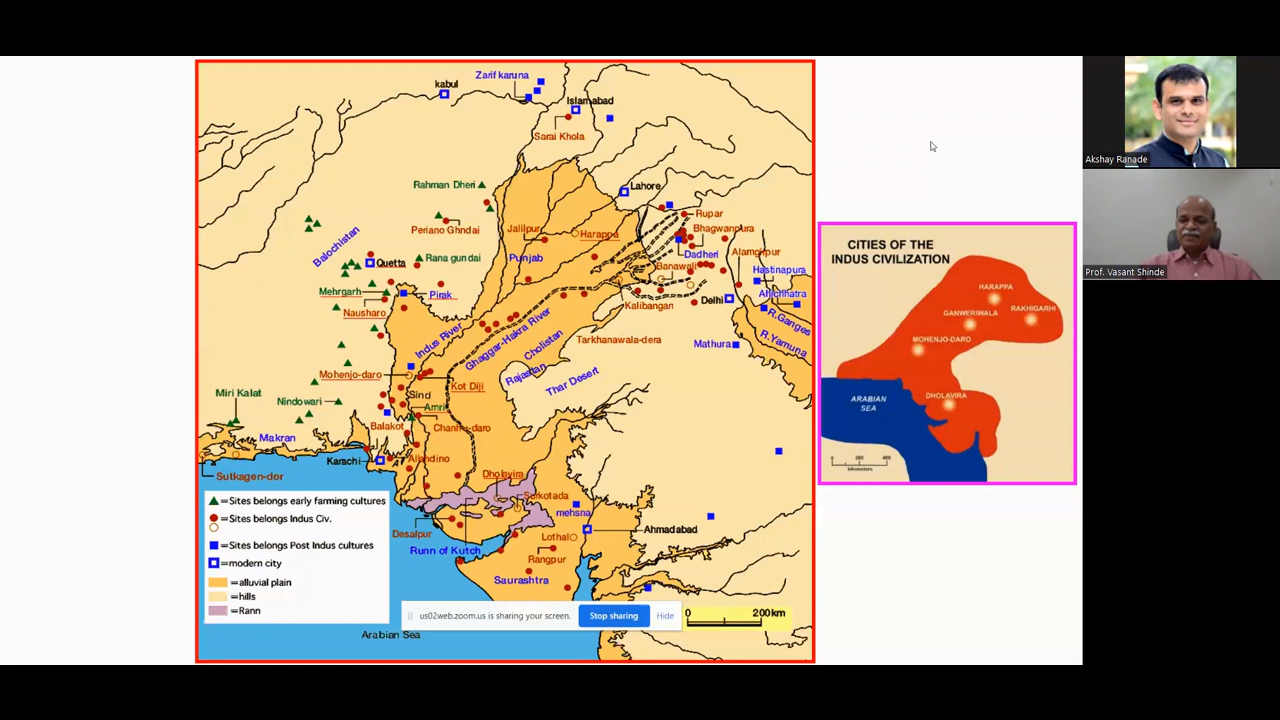 kabul
Zarif karuna
Islamabad
Sarai Khola
Rahman Dheri
Lahore
Periano Ghndai
Jalilpur
Harappa
Rupar
Bhagwanpura
Balochistan
Quetta
Rana gundai
Punjab
Dadheri
Alamgirpur
Banawali
Hastinapura
Mehrgarh
Pirak
Nausharo
Kalibangan
Delhi
Ahichhatra
R.Ganges
R.Yamuna
Indus River
Ghaggar-Hakra River
Cholistan
Tarkhanawala-dera
Mathura
Mohenjo-daro
Kot Diji
Rajastan
Thar Desert
Miri Kalat
Nindowari
Sind
Amri
Makran
Balakot
Chanhu-daro
Karachi
Allandino
Sutkagen-dor
Dholavira
Surkotada
mehsna
Desalpur
Runn of Kutch
Lothal
Ahmadabad
Rangpur
Saurashtra
=Sites belongs early farming cultures
=Sites belongs Indus Civ.
=Sites belongs Post Indus cultures
=modern city
=alluvial plain
=hills
=Rann
us02web.zoom.us is sharing your screen.
Stop sharing
Hide
0 200km
Arabian Sea
CITIES OF THE
INDUS CIVILIZATION
HARAPPA
GANWERIWALA
RAKHIGARHI
MOHENJO-DARO
DHOLAVIRA
ARABIAN
SEA
Akshay Ranade
Prof. Vasant Shinde